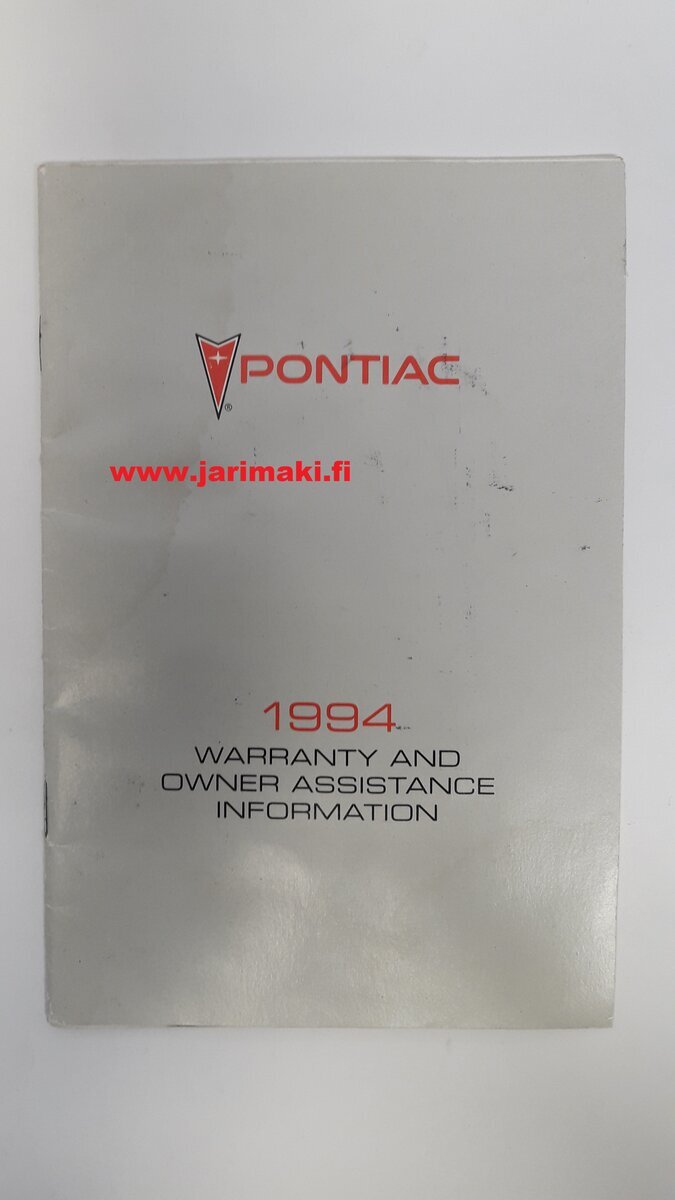 PONTIAC
®
www.jarimaki.fi
1994
WARRANTY AND
OWNER ASSISTANCE
INFORMATION